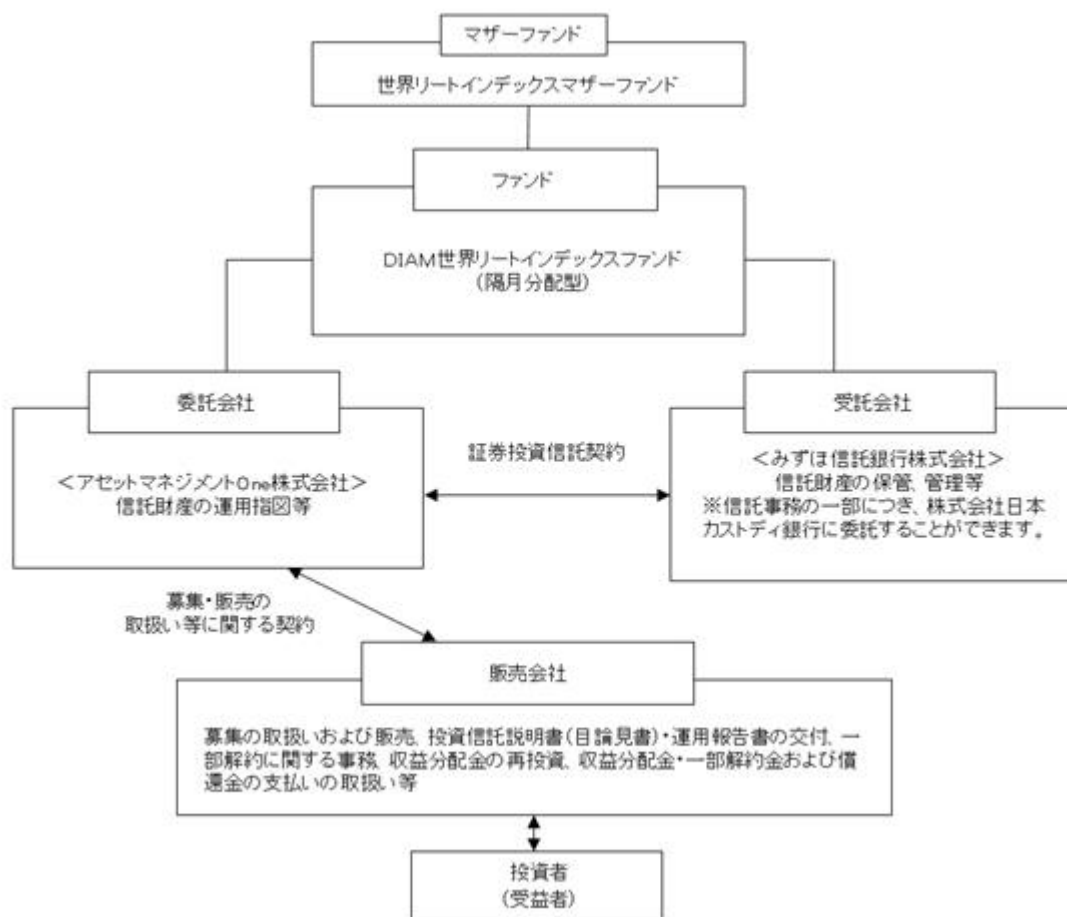 マザーファンド
世界リートインデックスマザーファンド
ファンド
DIAM世界リートインデックスファンド
(隔月分配型)
委託会社
<アセットマネジメントOne株式会社>
信託財産の運用指図等
証券投資信託契約
受託会社
<みずほ信託銀行株式会社>
信託財産の保管、管理等
※信託事務の一部につき、株式会社日本
カストディ銀行に委託することができます。
募集・販売の
取扱い等に関する契約
販売会社
募集の取扱いおよび販売、投資信託説明書(目論見書)・運用報告書の交付、一
部解約に関する事務、収益分配金の再投資、収益分配金・一部解約金および償
還金の支払いの取扱い等
投資者
(受益者)